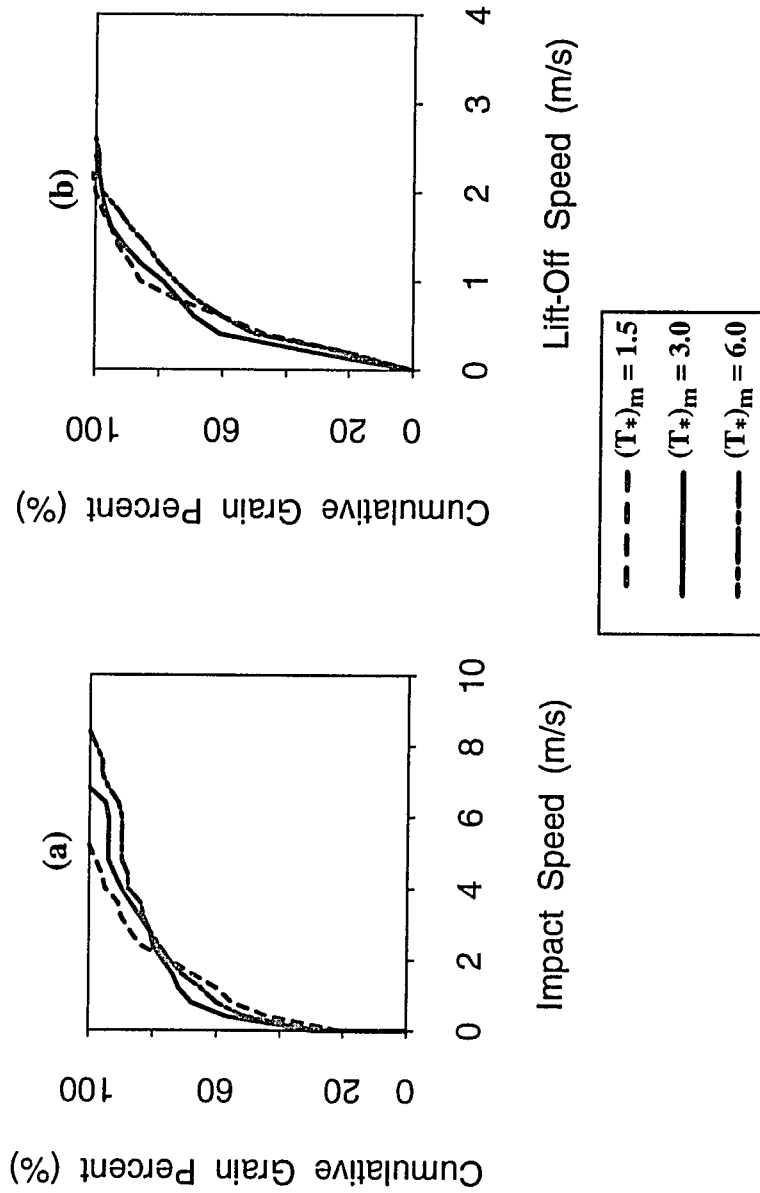 (a)
Cumulative Grain Percent (%)
100
60
20
0
0
2
4
6
8
10
Impact Speed (m/s)
(b)
Cumulative Grain Percent (%)
100
60
20
0
0
1
2
3
4
Lift-Off Speed (m/s)
(T*)m = 1.5
(T*)m = 3.0
(T*)m = 6.0